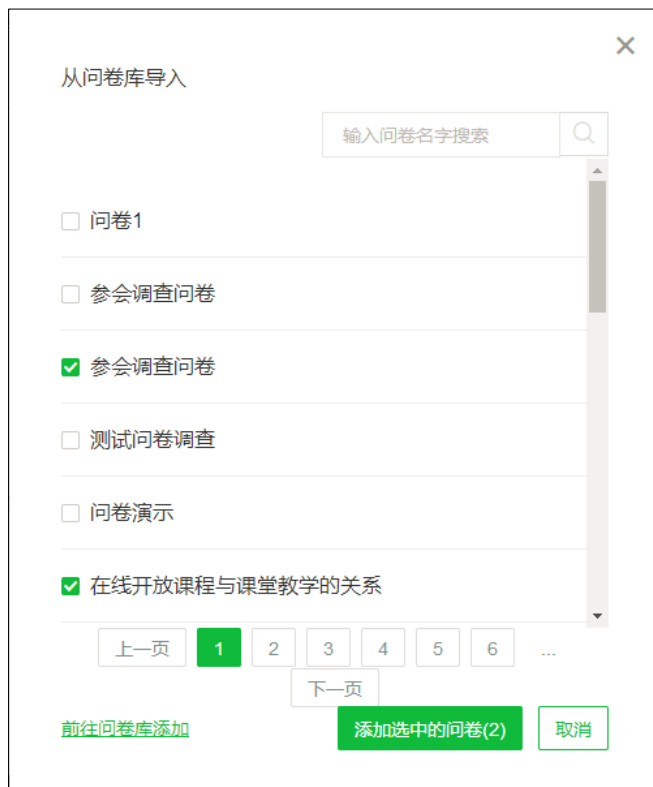 从问卷库导入
输入问卷名字搜索
问卷1
参会调查问卷
参会调查问卷
测试问卷调查
问卷演示
在线开放课程与课堂教学的关系
上一页 1 2 3 4 5 6 ...
下一页
前往问卷库添加 添加选中的问卷(2) 取消